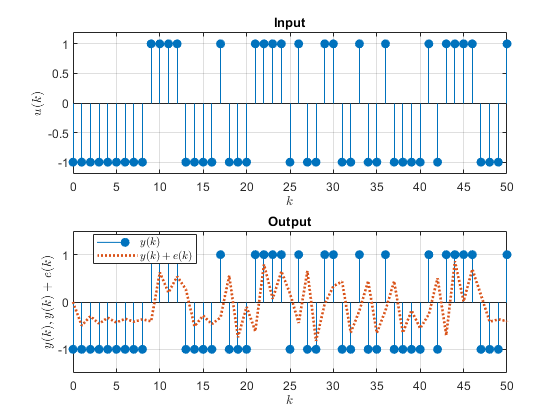 Input
1
0.5
0
-0.5
-1
u(k)
0 5 10 15 20 25 30 35 40 45 50
k
Output
y(k)
y(k) + e(k)
1
0
-1
y(k), y(k) + e(k)
0 5 10 15 20 25 30 35 40 45 50
k